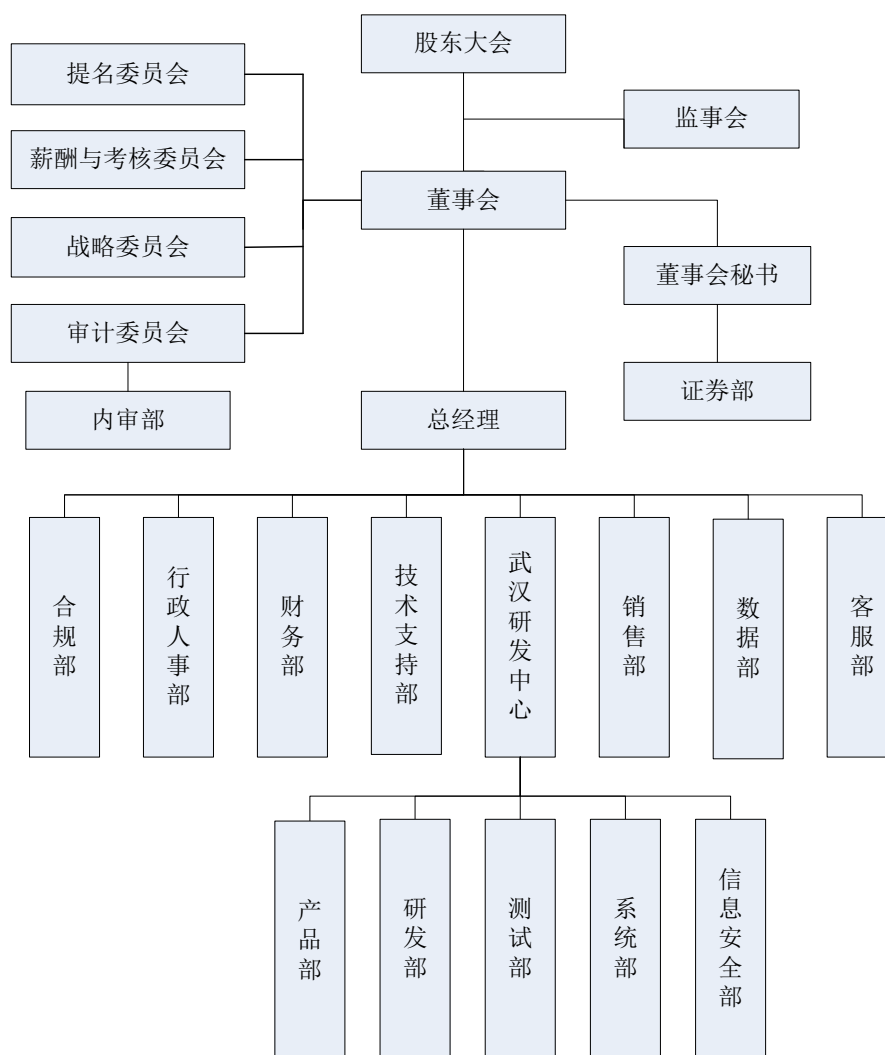 股东大会
提名委员会
监事会
薪酬与考核委员会
董事会
战略委员会
董事会秘书
审计委员会
证券部
内审部
总经理
合规部
行政人事部
财务部
技术支持部
武汉研发中心
销售部
数据部
客服部
产品部
研发部
测试部
系统部
信息安全部